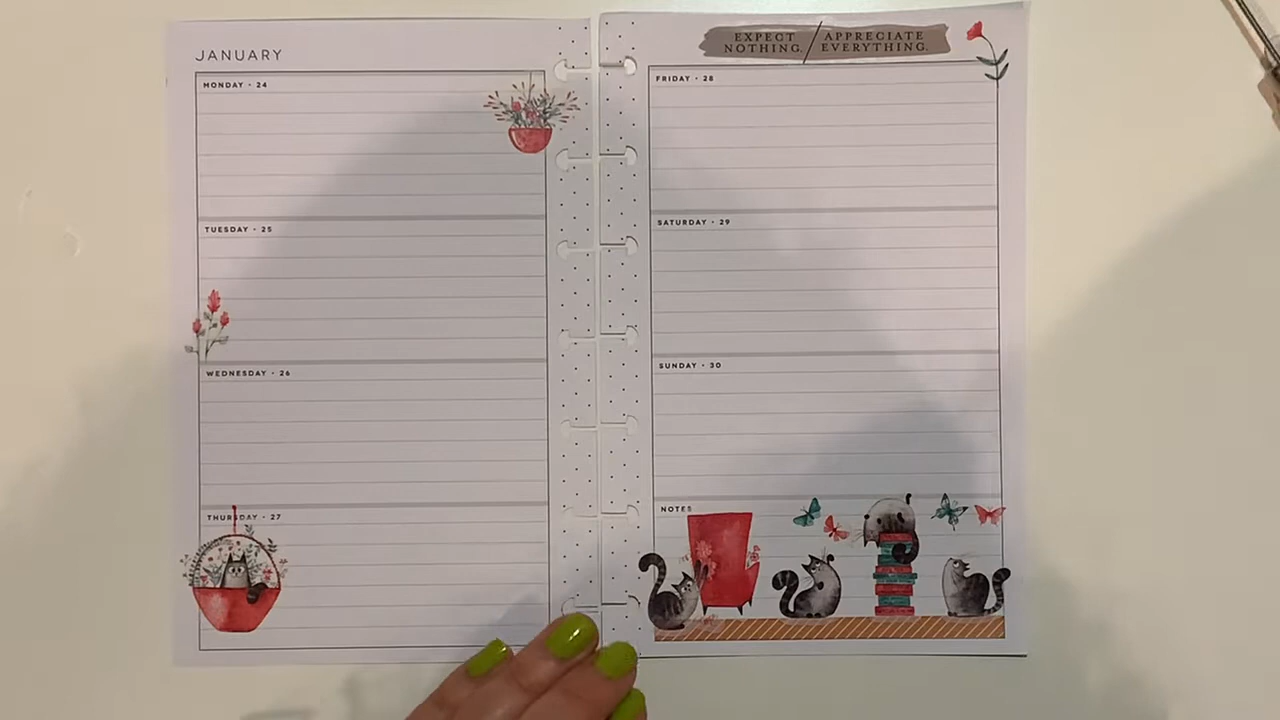 JANUARY
MONDAY • 24
TUESDAY • 25
WEDNESDAY • 26
THURSDAY • 27
EXPECT / APPRECIATE
NOTHING. / EVERYTHING.
FRIDAY • 28
SATURDAY • 29
SUNDAY • 30
NOTES